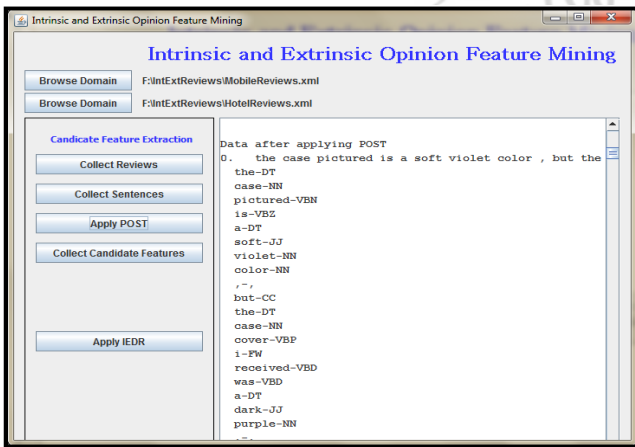 Intrinsic and Extrinsic Opinion Feature Mining
Intrinsic and Extrinsic Opinion Feature Mining
Browse Domain F:\IntExtReviews\MobileReviews.xml
Browse Domain F:\IntExtReviews\HotelReviews.xml
Candicate Feature Extraction
Collect Reviews
Collect Sentences
Apply POST
Collect Candidate Features
Apply IEDR
Data after applying POST
0. the case pictured is a soft violet color , but the
the-DT
case-NN
pictured-VBN
is-VBZ
a-DT
soft-JJ
violet-NN
color-NN
,-,
but-CC
the-DT
case-NN
cover-VBP
i-FW
received-VBD
was-VBD
a-DT
dark-JJ
purple-NN
,-,